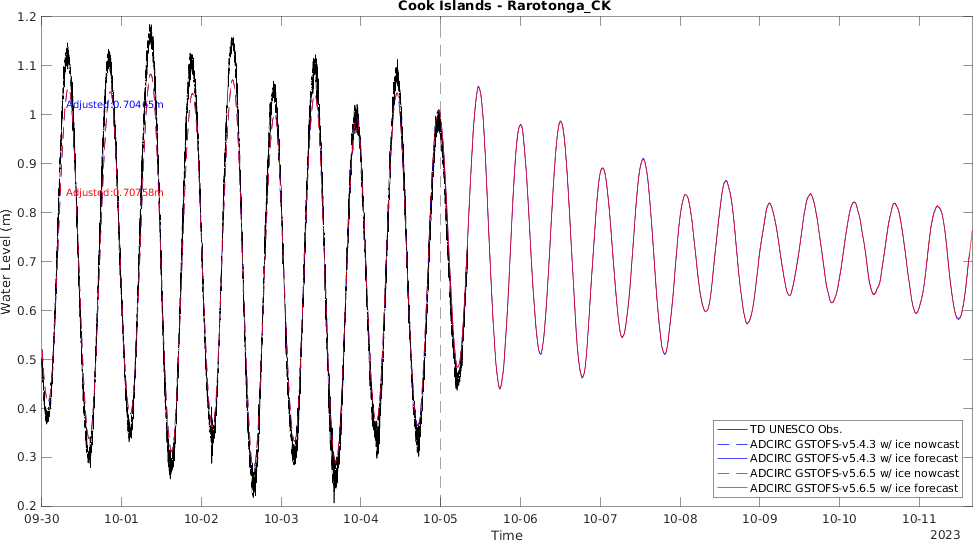 Cook Islands - Rarotonga_CK
1.2
1.1
1
0.9
0.8
0.7
0.6
0.5
0.4
0.3
0.2
Water Level (m)
Adjusted:0.70465m
Adjusted:0.70758m
TD UNESCO Obs.
ADCIRC GSTOFS-v5.4.3 w/ ice nowcast
ADCIRC GSTOFS-v5.4.3 w/ ice forecast
ADCIRC GSTOFS-v5.6.5 w/ ice nowcast
ADCIRC GSTOFS-v5.6.5 w/ ice forecast
09-30 10-01 10-02 10-03 10-04 10-05 10-06 10-07 10-08 10-09 10-10 10-11
Time
2023